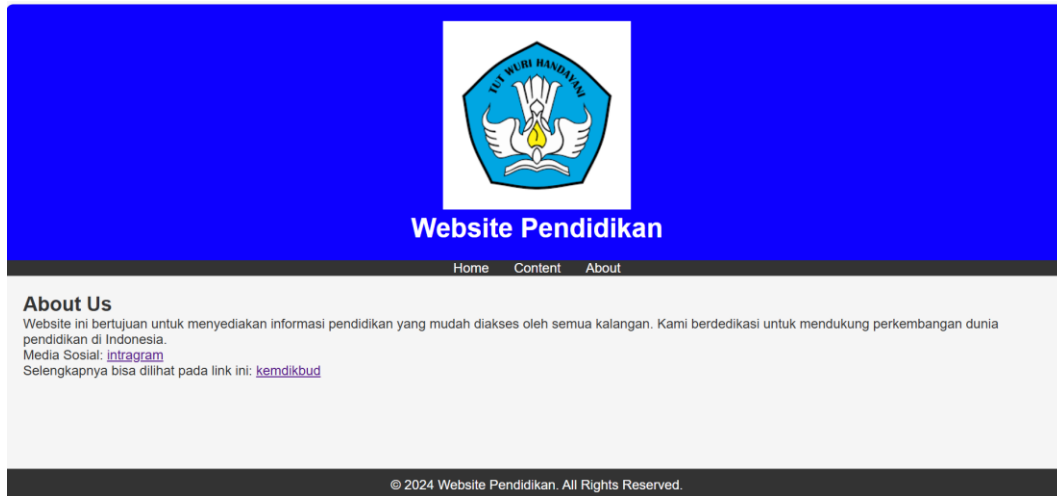 TUT WURI HANDAYANI
Website Pendidikan
Home Content About
About Us
Website ini bertujuan untuk menyediakan informasi pendidikan yang mudah diakses oleh semua kalangan. Kami berdedikasi untuk mendukung perkembangan dunia
pendidikan di Indonesia.
Media Sosial: intragram
Selengkapnya bisa dilihat pada link ini: kemdikbud
© 2024 Website Pendidikan. All Rights Reserved.